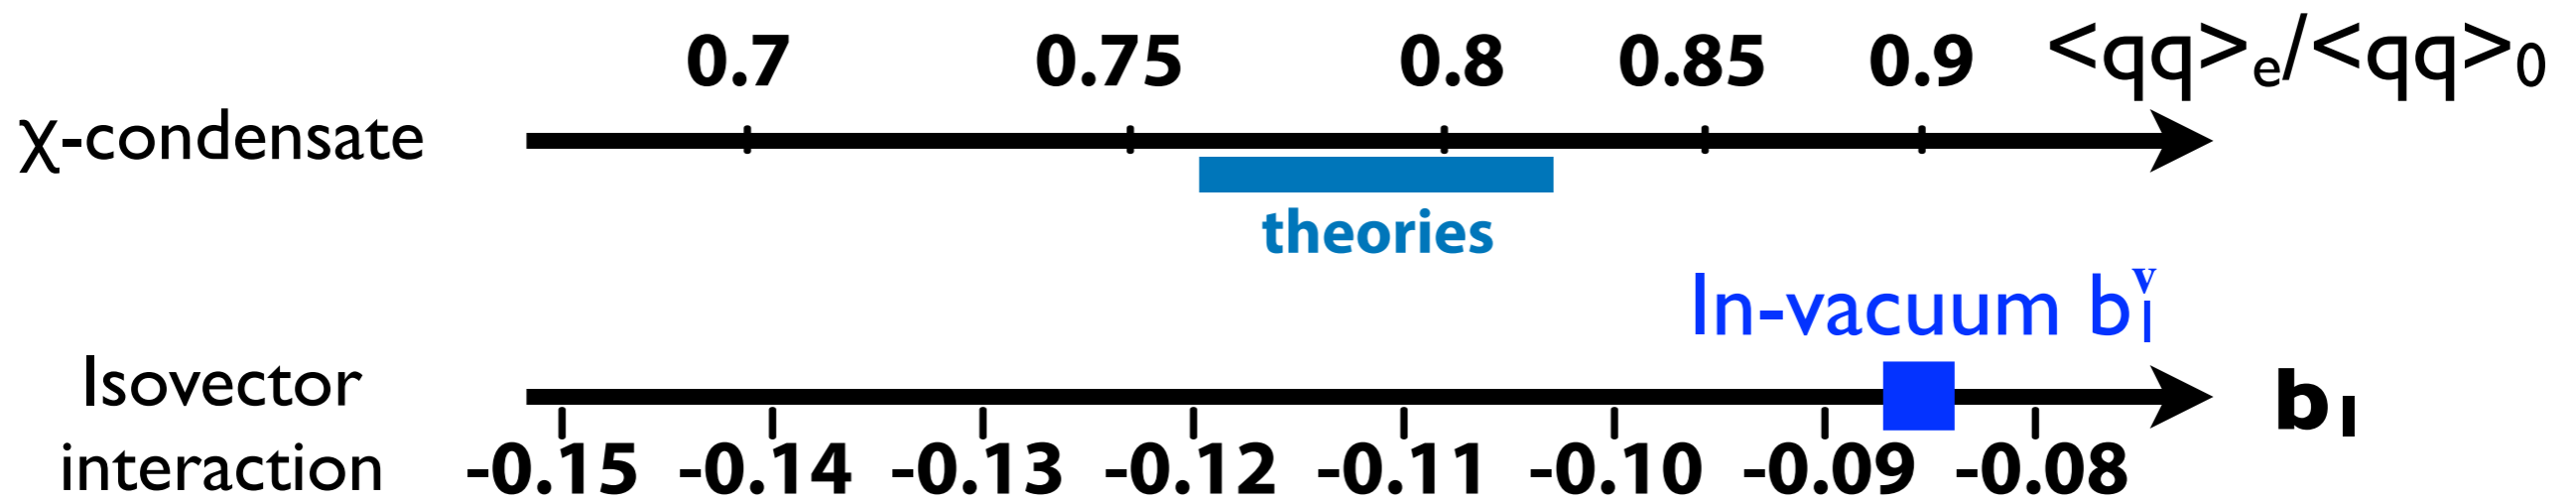 0.7 0.75 0.8 0.85 0.9 <qq>e/<qq>0
χ-condensate
theories
In-vacuum b1^v
Isovector
interaction
b1
-0.15 -0.14 -0.13 -0.12 -0.11 -0.10 -0.09 -0.08